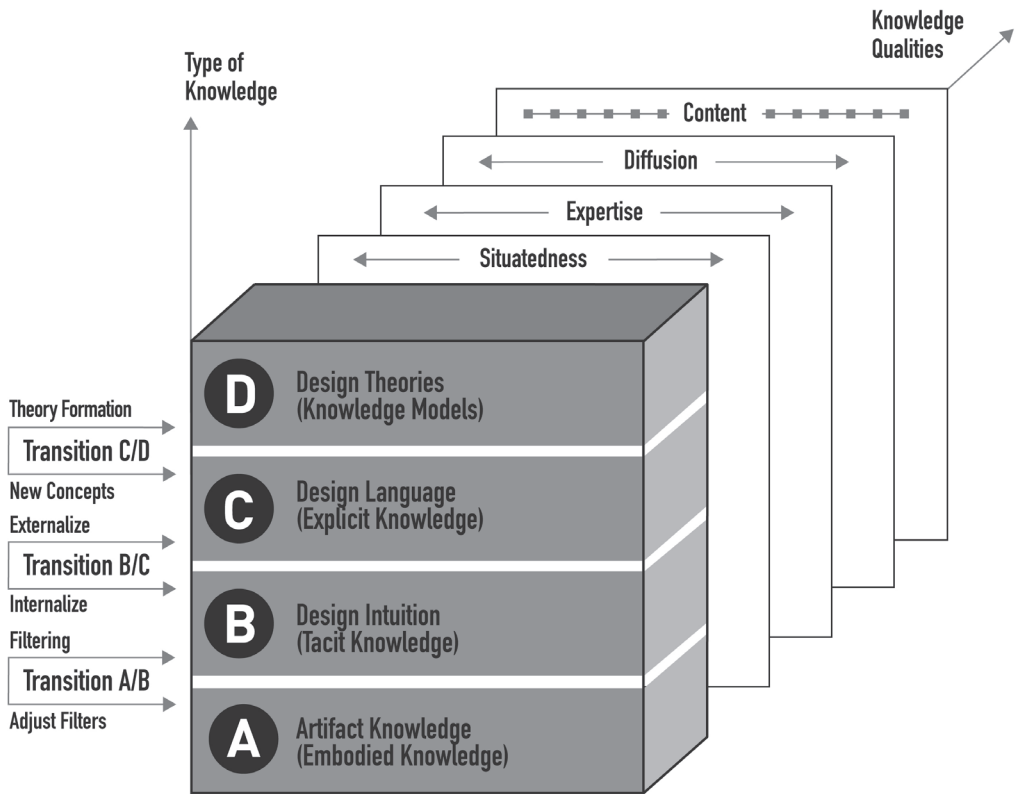 Knowledge
Qualities
Type of
Knowledge
Content
Diffusion
Expertise
Situatedness
D
Design Theories
(Knowledge Models)
Theory Formation
Transition C/D
New Concepts
C
Design Language
(Explicit Knowledge)
Externalize
Transition B/C
Internalize
B
Design Intuition
(Tacit Knowledge)
Filtering
Transition A/B
Adjust Filters
A
Artifact Knowledge
(Embodied Knowledge)